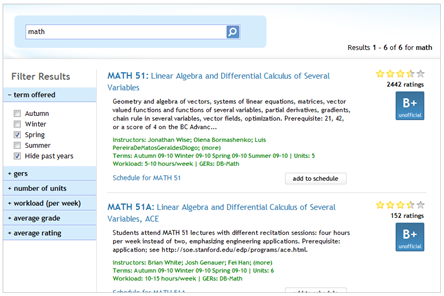 math
Results 1 - 6 of 6 for math
Filter Results
− term offered
Autumn
Winter
Spring
Summer
Hide past years
+ gers
+ number of units
+ workload (per week)
+ average grade
+ average rating
MATH 51: Linear Algebra and Differential Calculus of Several
Variables
Geometry and algebra of vectors, systems of linear equations, matrices, vector
valued functions and functions of several variables, partial derivatives, gradients,
chain rule in several variables, vector fields, optimization. Prerequisite: 21, 42,
or a score of 4 on the BC Advanc...
Instructors: Jonathan Wise; Olena Bormashenko; Luis
PereiraDeMatosGeraldesDiogo; (more)
Terms: Autumn 09-10 Winter 09-10 Spring 09-10 Summer 09-10 | Units: 5
Workload: 5-10 hours/week | GERs: DB-Math
Schedule for MATH 51
add to schedule
2442 ratings
B+
unofficial
MATH 51A: Linear Algebra and Differential Calculus of Several
Variables, ACE
Students attend MATH 51 lectures with different recitation sessions: four hours
per week instead of two, emphasizing engineering applications. Prerequisite:
application; see http://soe.stanford.edu/edp/programs/ace.html.
Instructors: Brian White; Josh Genauer; Fei Han; (more)
Terms: Autumn 09-10 Winter 09-10 Spring 09-10 | Units: 6
Workload: 10-15 hours/week | GERs: DB-Math
Schedule for MATH 51A
add to schedule
152 ratings
B+
unofficial